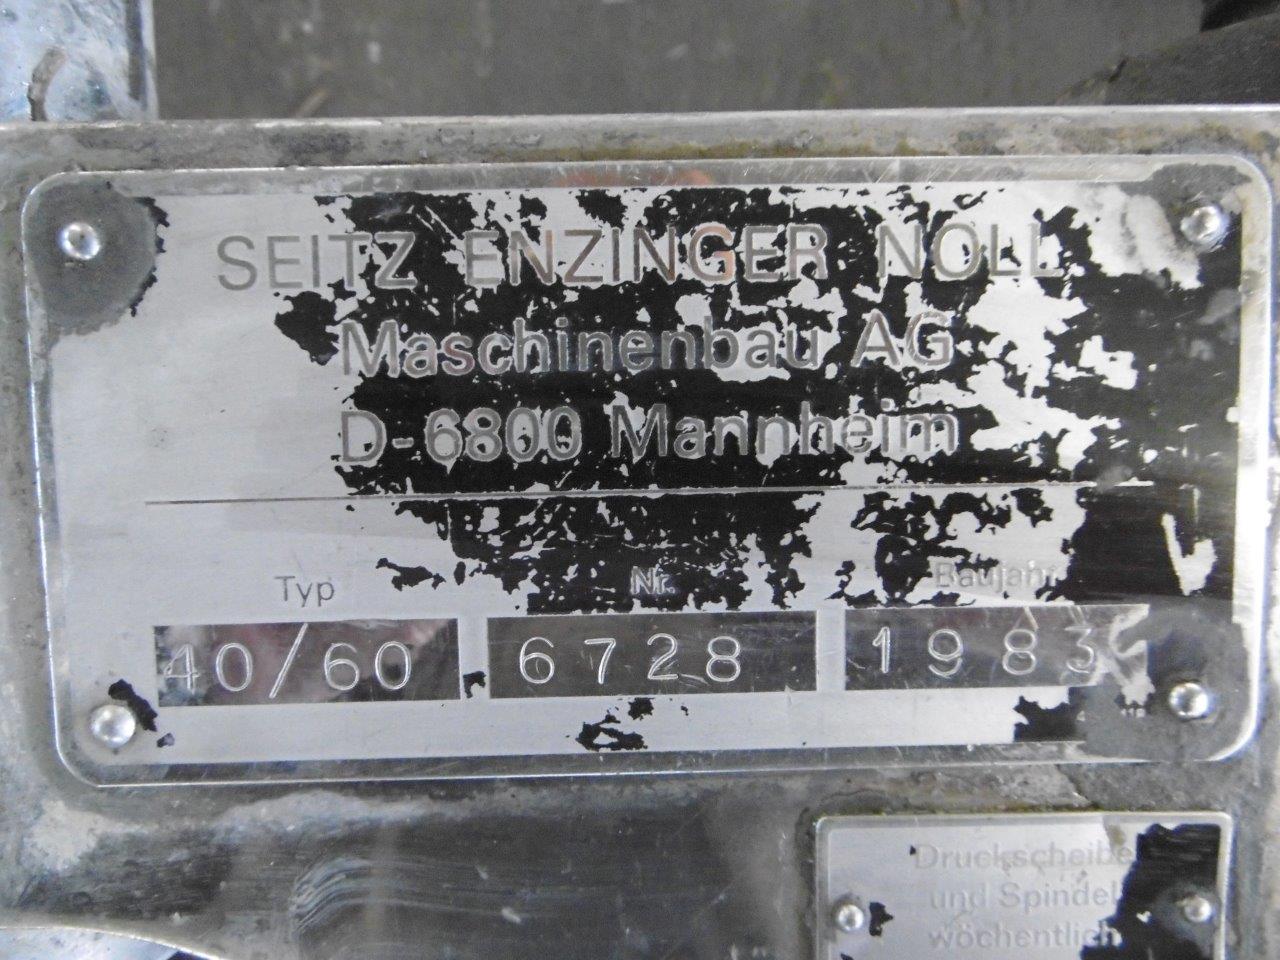 SEITZ ENZINGER NOLL
Maschinenbau AG
D-6800 Mannheim
Typ Nr. Baujahr
40/60 6728 1983
Druckscheibe
und Spindel
wöchentlich